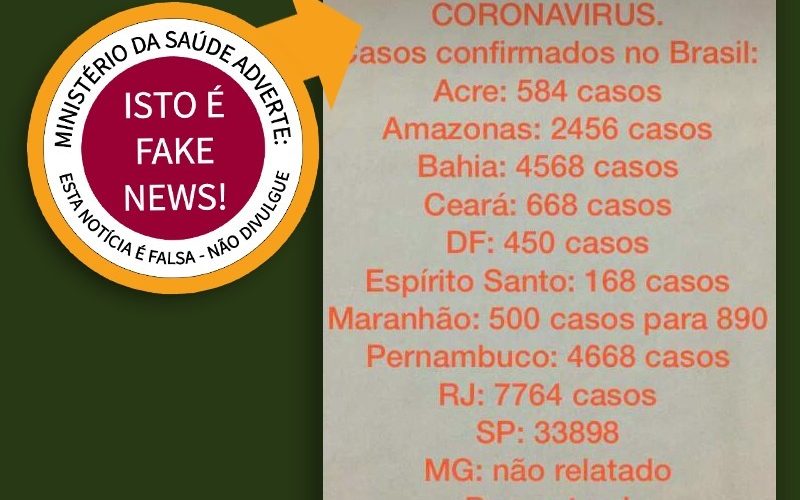 MINISTÉRIO DA SAÚDE ADVERTE:
ISTO É
FAKE
NEWS!
ESTA NOTÍCIA É FALSA - NÃO DIVULGUE
CORONAVIRUS.
Casos confirmados no Brasil:
Acre: 584 casos
Amazonas: 2456 casos
Bahia: 4568 casos
Ceará: 668 casos
DF: 450 casos
Espírito Santo: 168 casos
Maranhão: 500 casos para 890
Pernambuco: 4668 casos
RJ: 7764 casos
SP: 33898
MG: não relatado